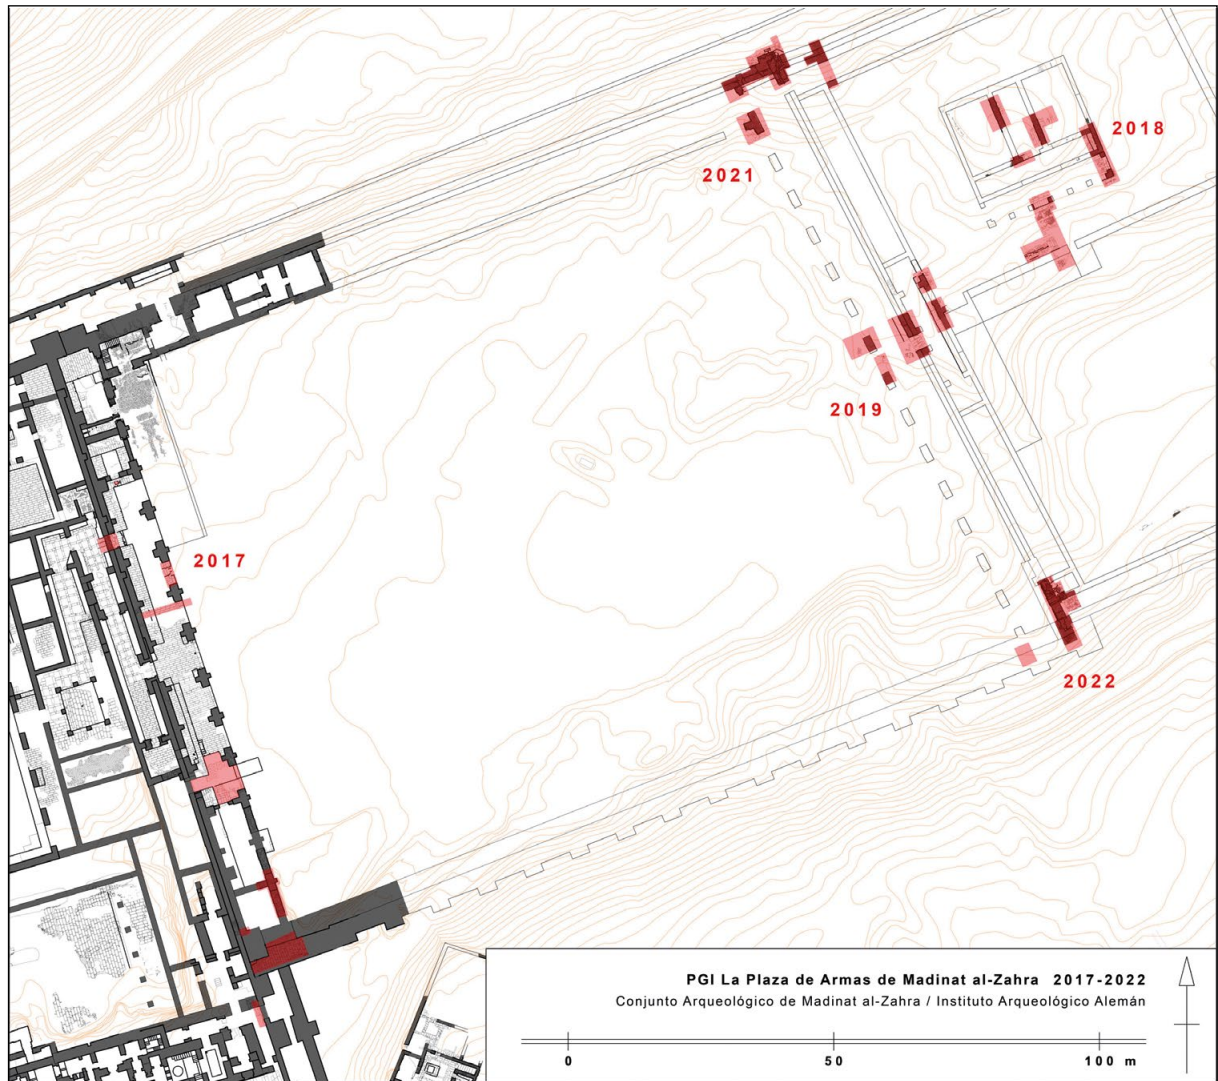 2018
2021
2019
2017
2022
PGI La Plaza de Armas de Madinat al-Zahra 2017-2022
Conjunto Arqueológico de Madinat al-Zahra / Instituto Arqueológico Alemán
0 50 100 m